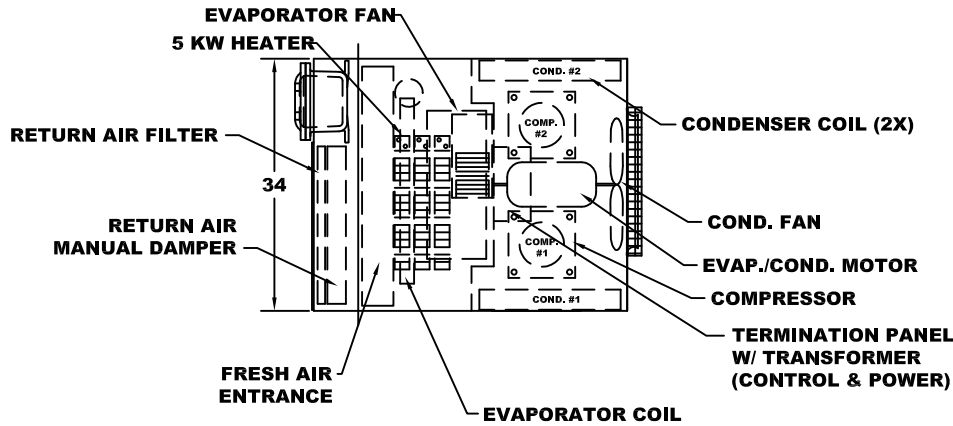 EVAPORATOR FAN
5 KW HEATER
COND. #2
RETURN AIR FILTER
COMP.
#2
CONDENSER COIL (2X)
34
RETURN AIR
MANUAL DAMPER
COND. FAN
COMP.
#1
EVAP./COND. MOTOR
COMPRESSOR
COND. #1
TERMINATION PANEL
W/ TRANSFORMER
(CONTROL & POWER)
FRESH AIR
ENTRANCE
EVAPORATOR COIL